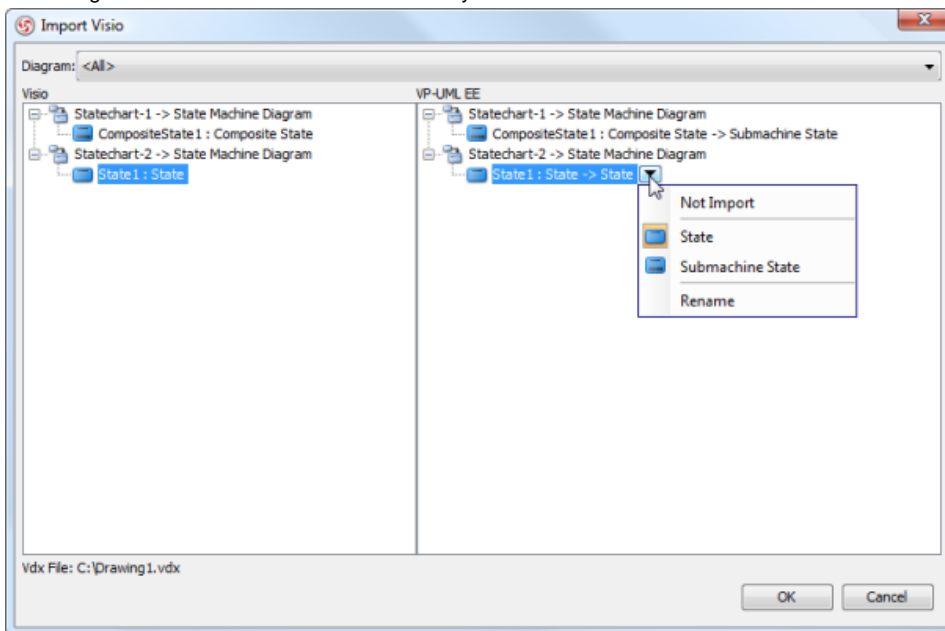 Import Visio
Diagram: <All>
Visio
VP-UML EE
Statechart-1 -> State Machine Diagram
CompositeState1 : Composite State
Statechart-2 -> State Machine Diagram
State1 : State
Statechart-1 -> State Machine Diagram
CompositeState1 : Composite State -> Submachine State
Statechart-2 -> State Machine Diagram
State1 : State -> State
Not Import
State
Submachine State
Rename
Vdx File: C:\Drawing1.vdx
OK
Cancel